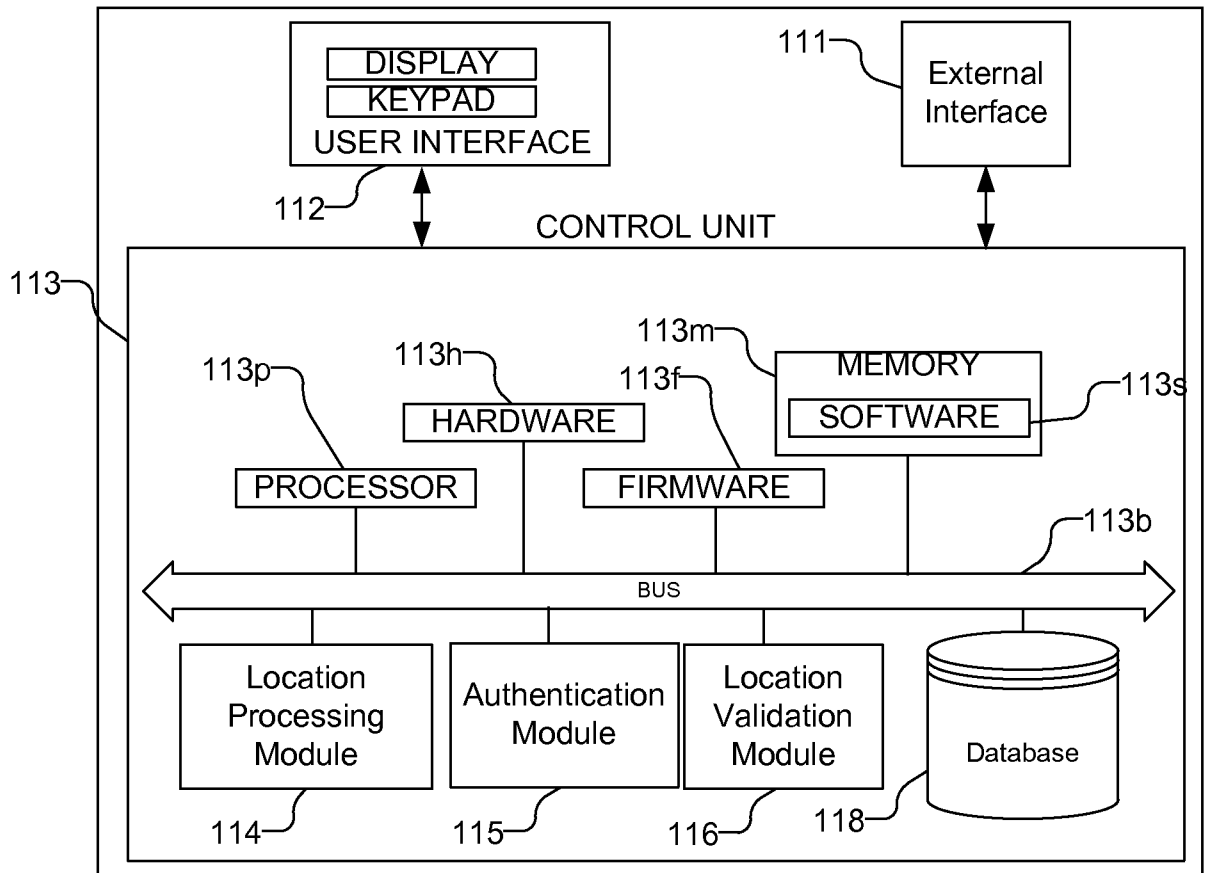 DISPLAY
KEYPAD
USER INTERFACE
112
111
External
Interface
CONTROL UNIT
113
113p
113h
113f
113m
MEMORY
SOFTWARE
113s
HARDWARE
PROCESSOR
FIRMWARE
113b
BUS
Location
Processing
Module
Authentication
Module
Location
Validation
Module
Database
114
115
116
118